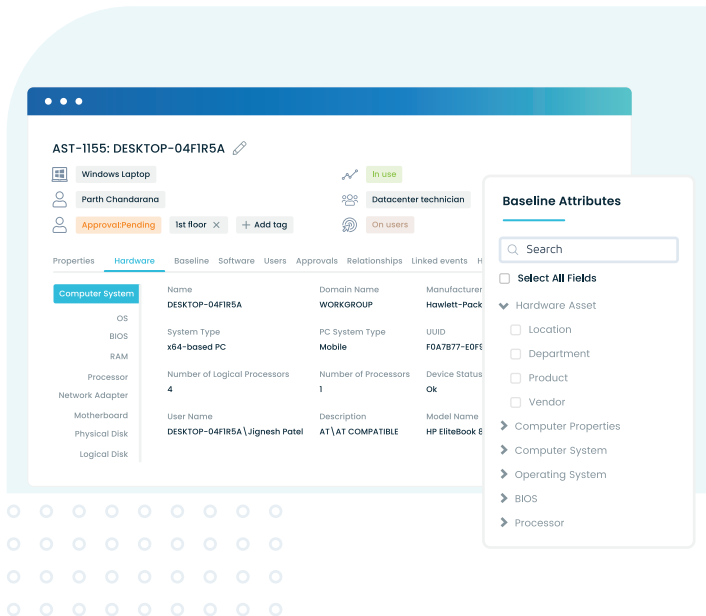 AST-1155: DESKTOP-04F1R5A
Windows Laptop
In use
Parth Chandarana
Datacenter technician
Approval:Pending
1st floor
+ Add tag
On users
Properties Hardware Baseline Software Users Approvals Relationships Linked events
Computer System
OS
BIOS
RAM
Processor
Network Adapter
Motherboard
Physical Disk
Logical Disk
Name Domain Name Manufacturer
DESKTOP-04F1R5A WORKGROUP Hawlett-Pack
System Type PC System Type UUID
x64-based PC Mobile F0A7B77-E0F9
Number of Logical Processors Number of Processors Device Status
4 1 Ok
User Name Description Model Name
DESKTOP-04F1R5A\Jignesh Patel AT\AT COMPATIBLE HP EliteBook 8
Baseline Attributes
Search
Select All Fields
Hardware Asset
Location
Department
Product
Vendor
Computer Properties
Computer System
Operating System
BIOS
Processor